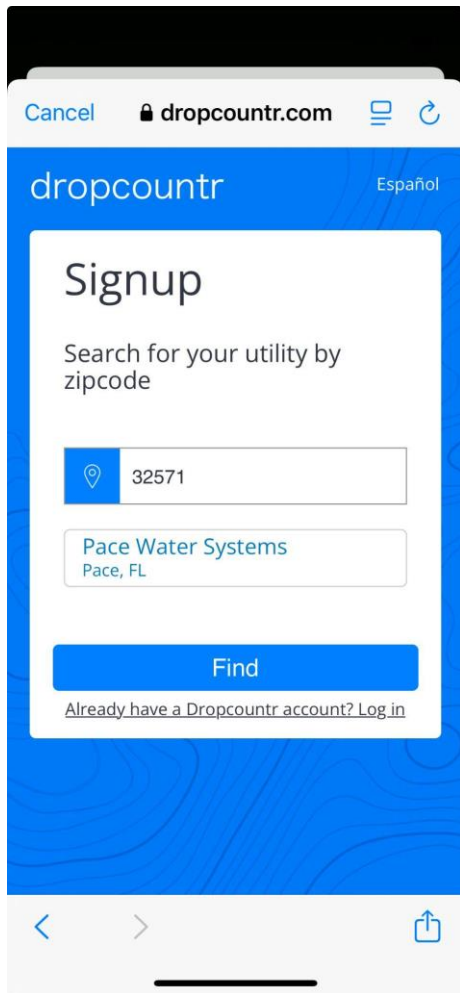 Cancel dropcountr.com
dropcountr Español
Signup
Search for your utility by
zipcode
32571
Pace Water Systems
Pace, FL
Find
Already have a Dropcountr account? Log in